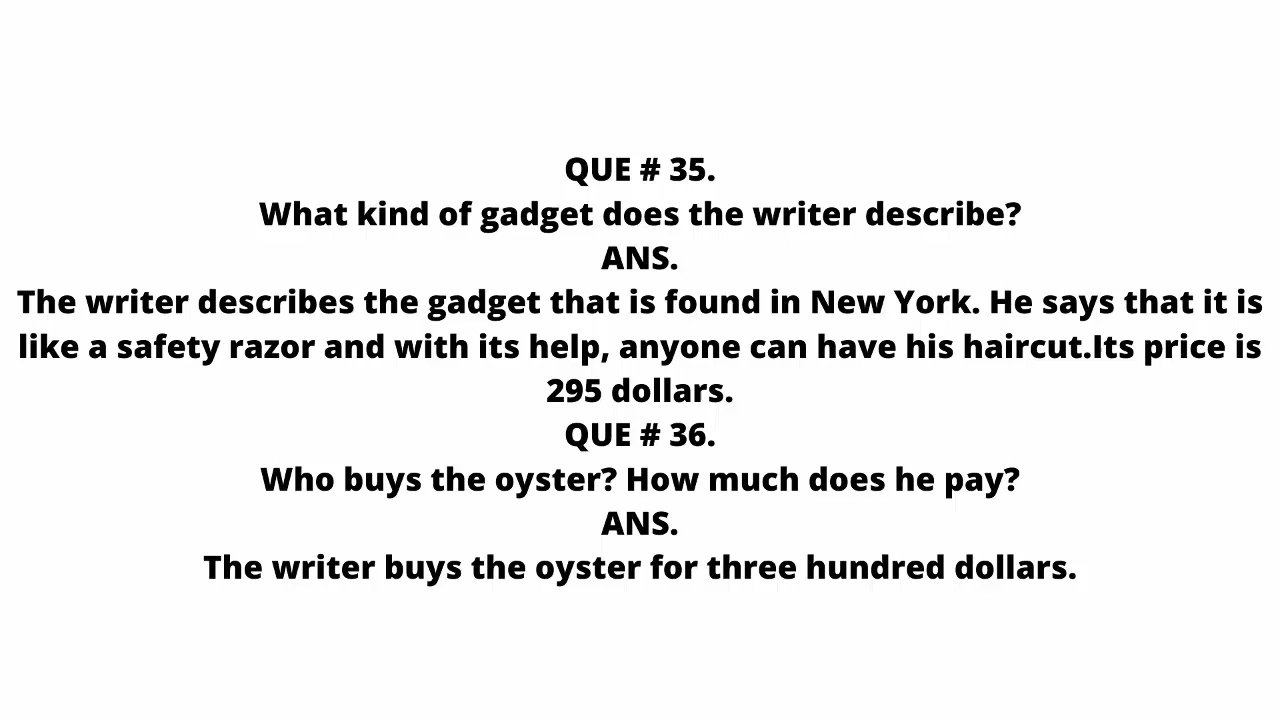 QUE # 35.
What kind of gadget does the writer describe?
ANS.
The writer describes the gadget that is found in New York. He says that it is
like a safety razor and with its help, anyone can have his haircut.Its price is
295 dollars.
QUE # 36.
Who buys the oyster? How much does he pay?
ANS.
The writer buys the oyster for three hundred dollars.